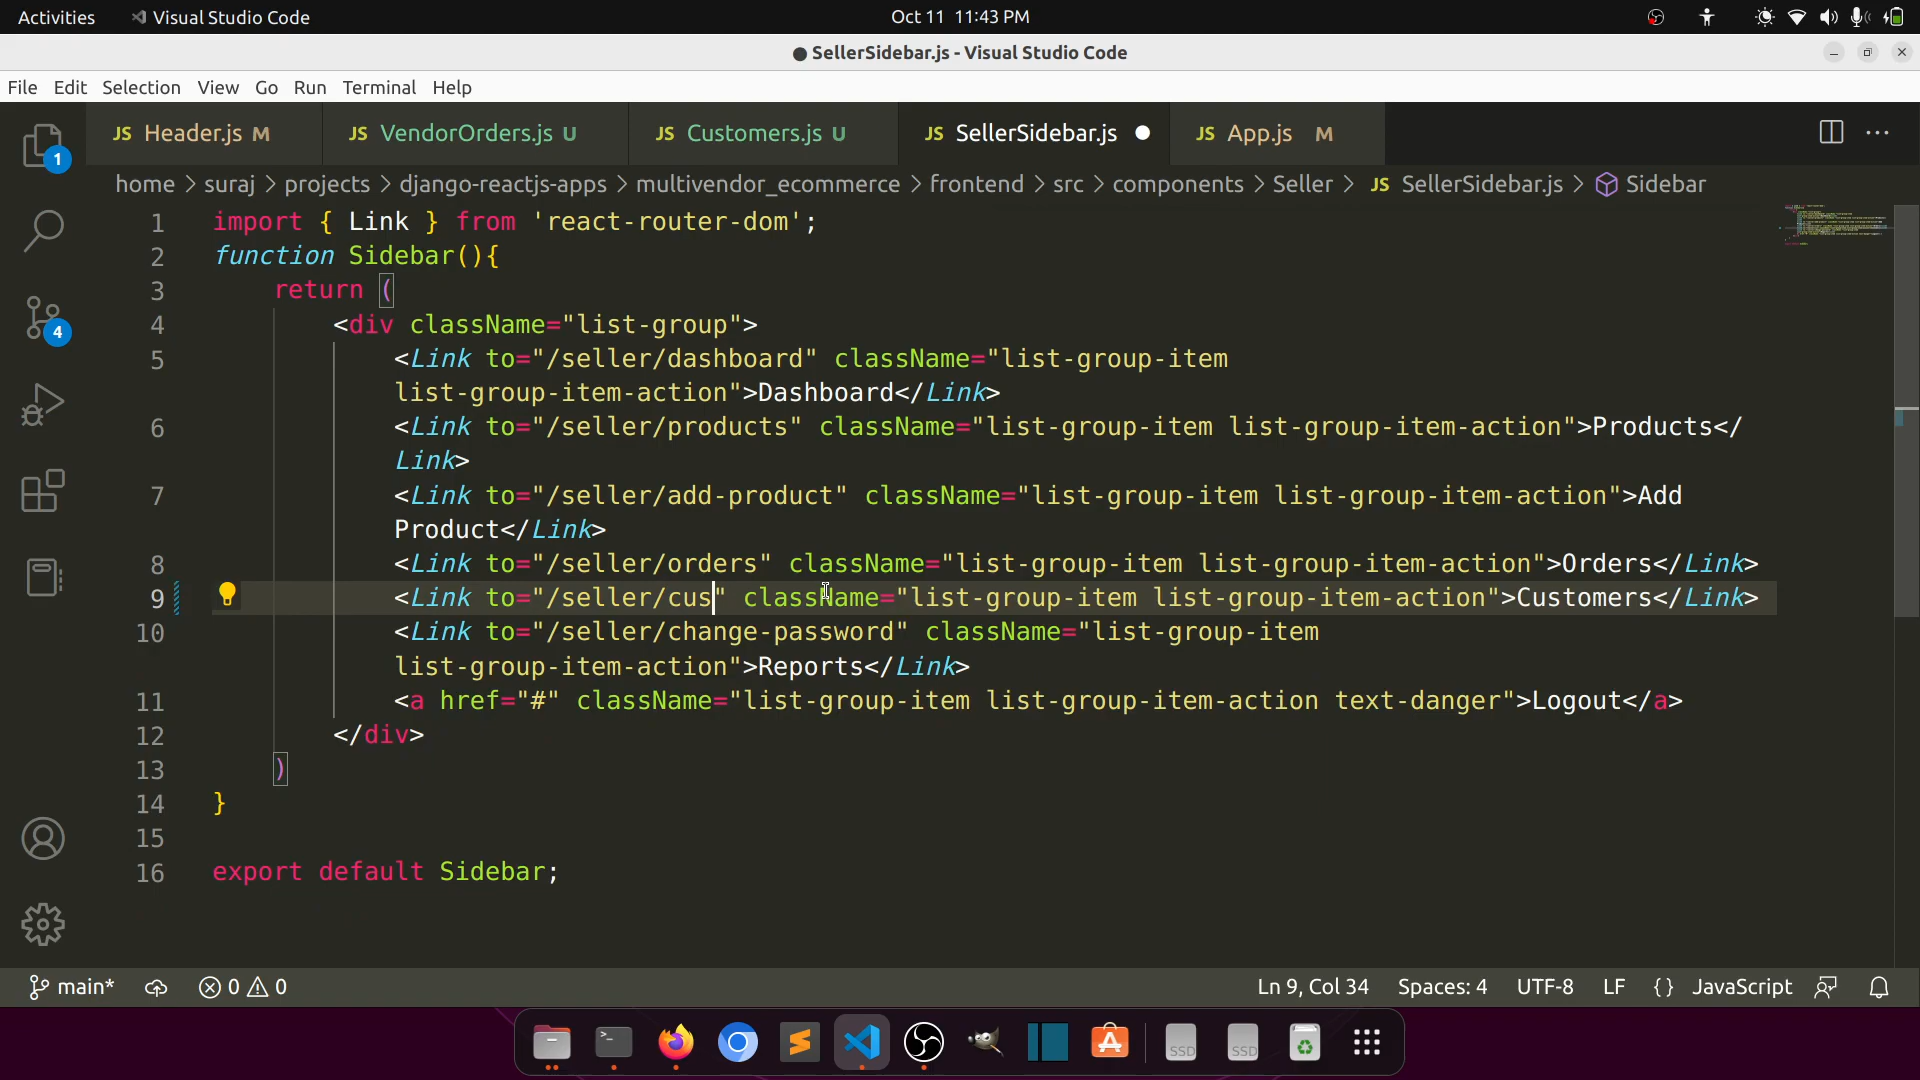 Activities Visual Studio Code Oct 11 11:43 PM
● SellerSidebar.js - Visual Studio Code
File Edit Selection View Go Run Terminal Help
JS Header.js M JS VendorOrders.js U JS Customers.js U JS SellerSidebar.js ● JS App.js M
home > suraj > projects > django-reactjs-apps > multivendor_ecommerce > frontend > src > components > Seller > JS SellerSidebar.js > Sidebar
1 import { Link } from 'react-router-dom';
2 function Sidebar(){
3 return (
4 <div className="list-group">
5 <Link to="/seller/dashboard" className="list-group-item
list-group-item-action">Dashboard</Link>
6 <Link to="/seller/products" className="list-group-item list-group-item-action">Products</
Link>
7 <Link to="/seller/add-product" className="list-group-item list-group-item-action">Add
Product</Link>
8 <Link to="/seller/orders" className="list-group-item list-group-item-action">Orders</Link>
9 <Link to="/seller/cus" className="list-group-item list-group-item-action">Customers</Link>
10 <Link to="/seller/change-password" className="list-group-item
list-group-item-action">Reports</Link>
11 <a href="#" className="list-group-item list-group-item-action text-danger">Logout</a>
12 </div>
13 )
14 }
15
16 export default Sidebar;
1
4
main* 0 0 Ln 9, Col 34 Spaces: 4 UTF-8 LF {} JavaScript
SSD SSD